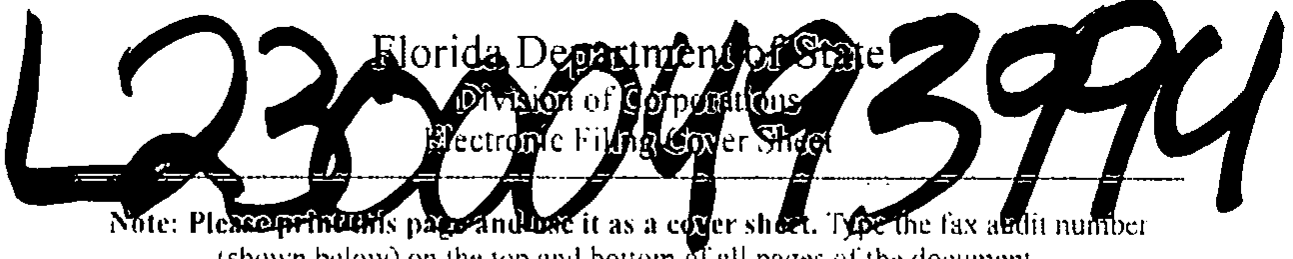 L23000493994
Florida Department of State
Division of Corporations
Electronic Filing Cover Sheet
Note: Please print this page and use it as a cover sheet. Type the fax audit number
(shown below) on the top and bottom of all pages of the document.